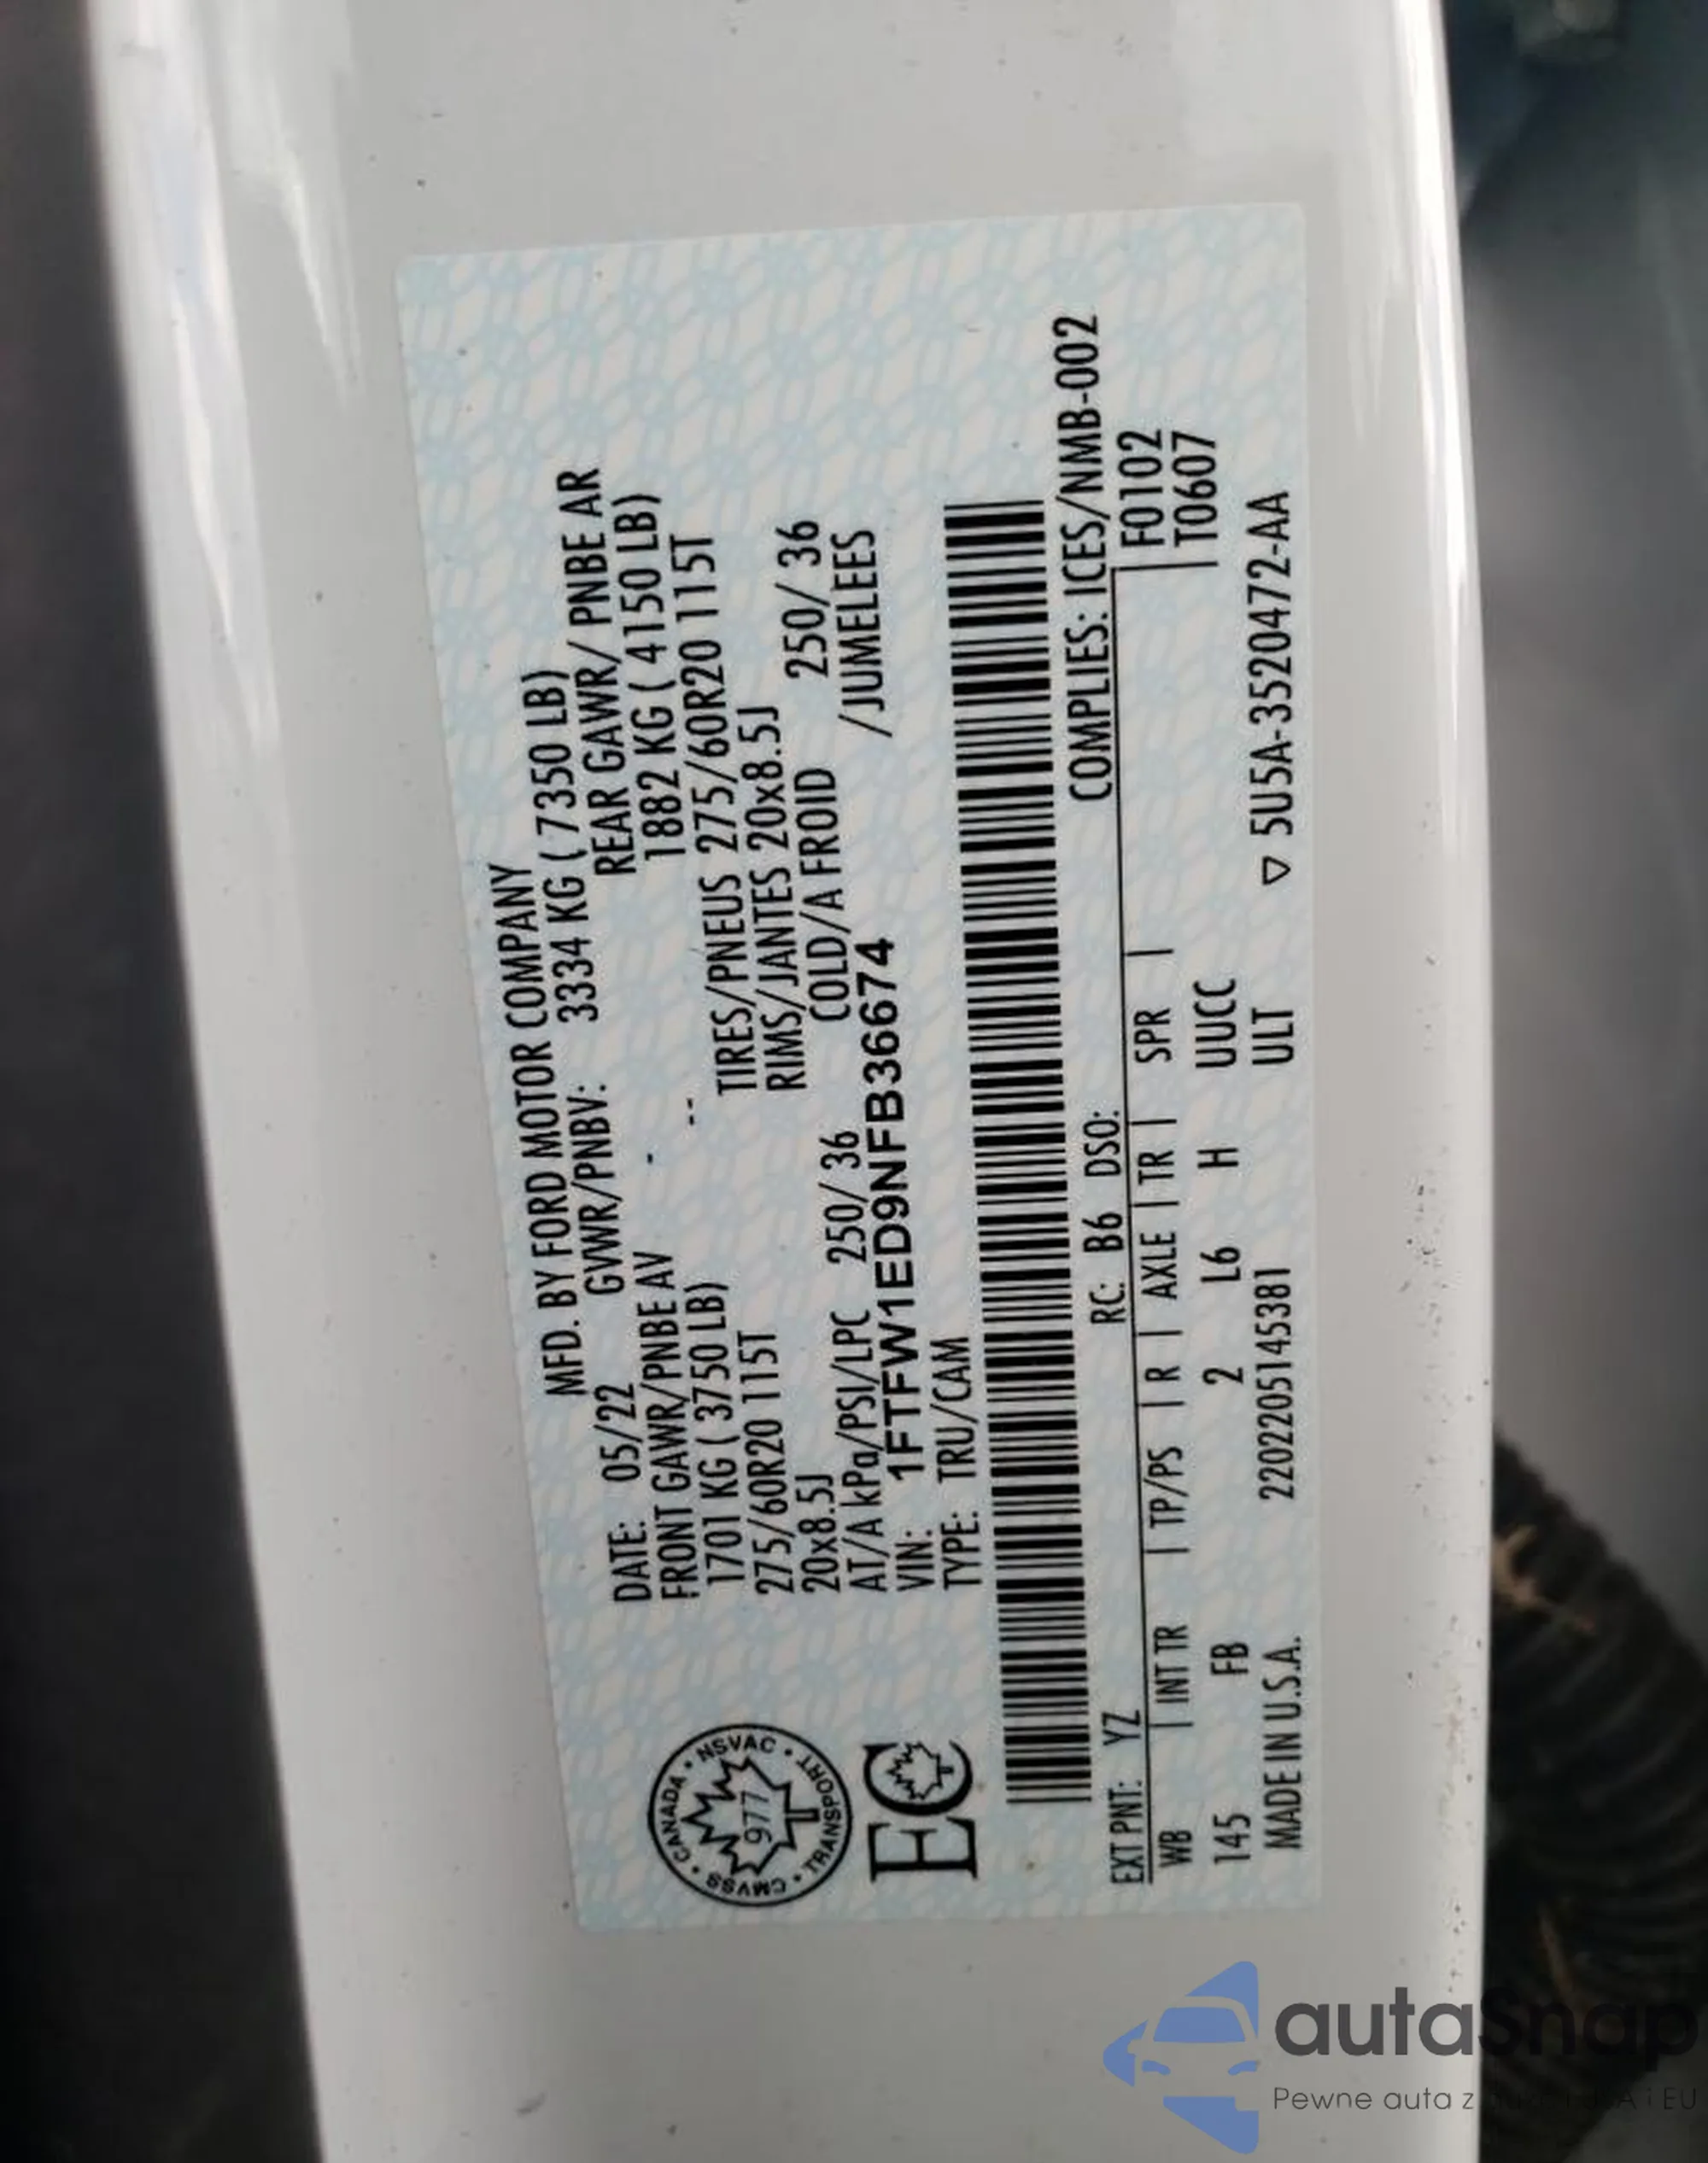 MFD. BY FORD MOTOR COMPANY
DATE: 05/22 GVWR/PNBV: 3334 KG ( 7350 LB)
FRONT GAWR/PNBE AV - REAR GAWR/ PNBE AR
1701 KG ( 3750 LB) -- 1882 KG ( 4150 LB)
275/60R20 115T TIRES/PNEUS 275/60R20 115T
20x8.5J RIMS/JANTES 20x8.5J
AT/A kPa/PSI/LPC 250/ 36 COLD/A FROID 250/ 36
VIN: 1FTFW1ED9NFB36674 /JUMELEES
TYPE: TRU/CAM
CANADA • NSVAC • TRANSPORT • CMVSS •
977
EC
COMPLIES: ICES/NMB-002
EXT PNT: YZ RC: B6 DSO: F0102
WB | INT TR | TP/PS | R | AXLE | TR | SPR | T0607
145 FB 2 L6 H UUCC
MADE IN U.S.A. 220220514538​1 ULT ▽ 5U5A-3520472-AA
autaSnap
Pewne auta z
A i EU